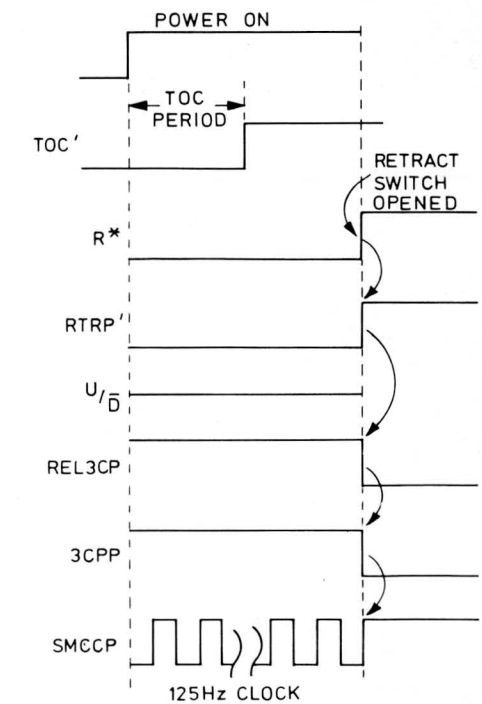 POWER ON
TOC
PERIOD
TOC'
RETRACT
SWITCH
OPENED
R*
RTRP'
U/D̅
REL3CP
3CPP
SMCCP
125Hz CLOCK